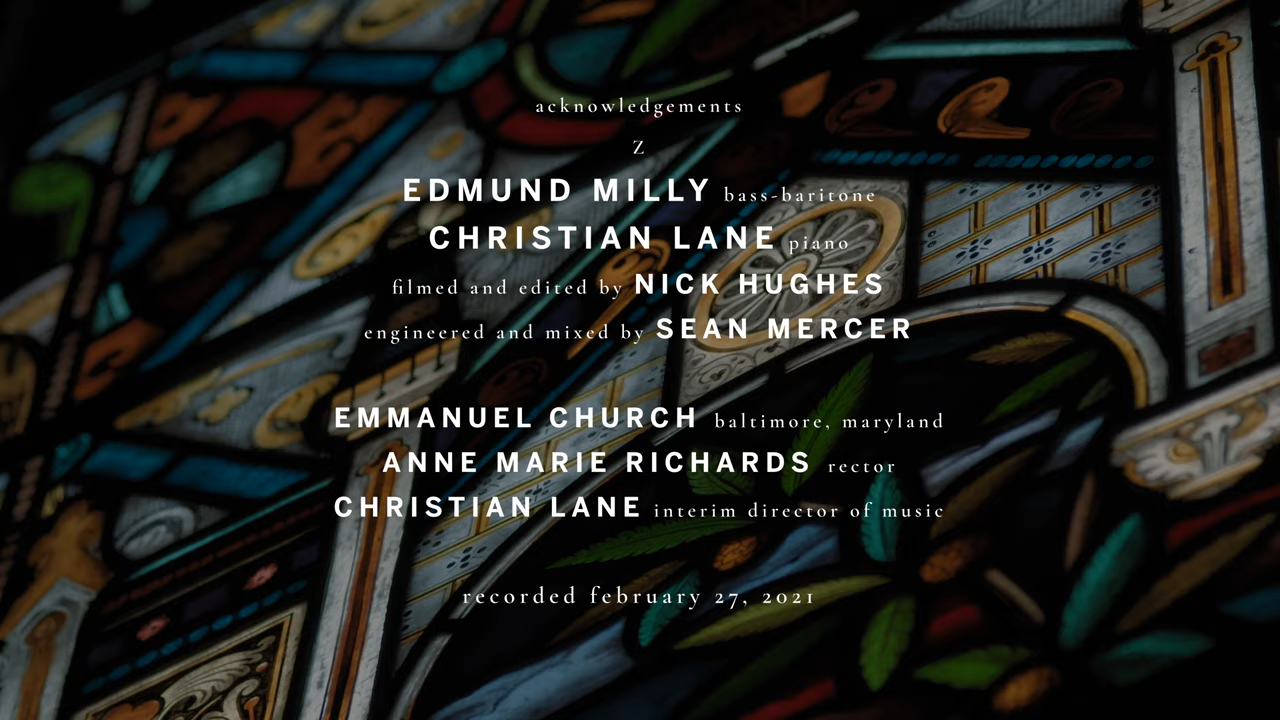 acknowledgements
z
EDMUND MILLY bass-baritone
CHRISTIAN LANE piano
filmed and edited by NICK HUGHES
engineered and mixed by SEAN MERCER
EMMANUEL CHURCH baltimore, maryland
ANNE MARIE RICHARDS rector
CHRISTIAN LANE interim director of music
recorded february 27, 2021